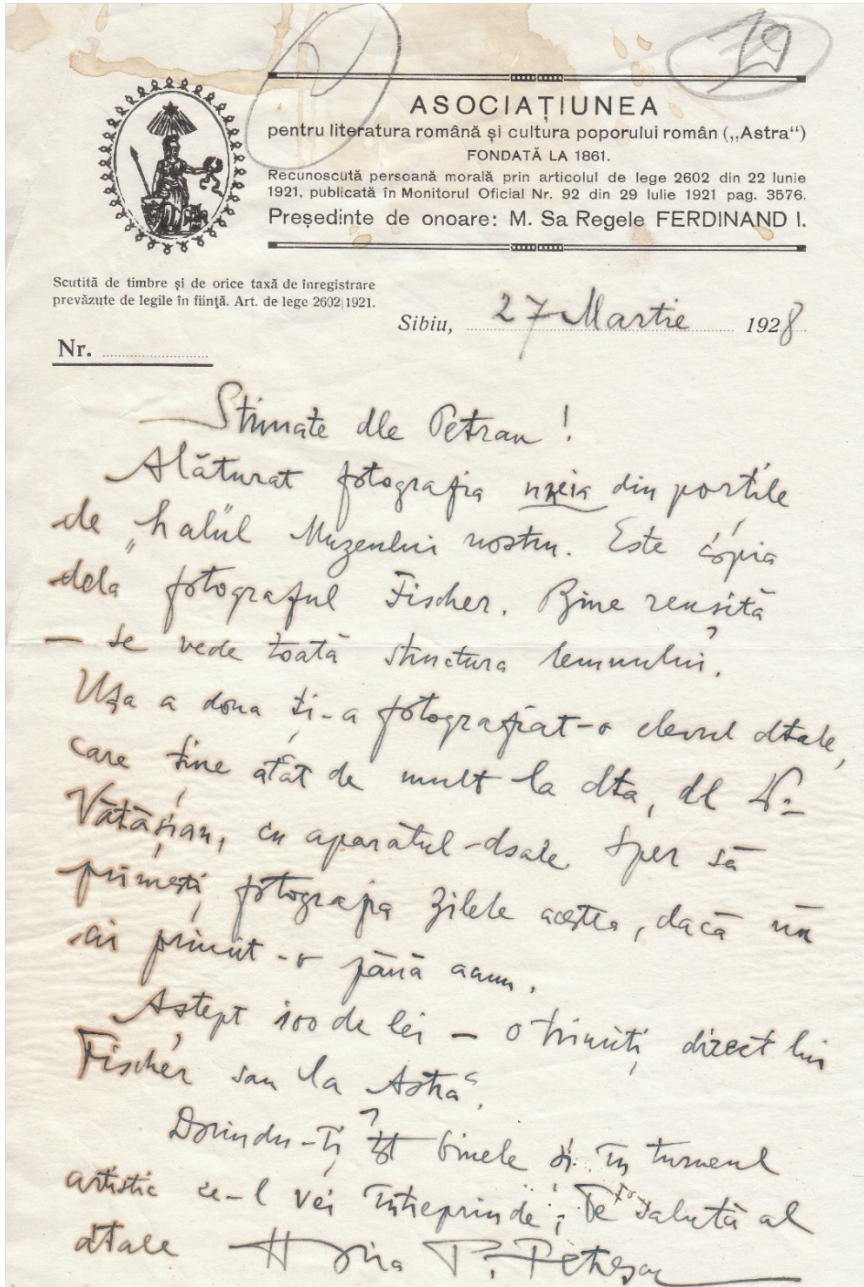 19
ASOCIAȚIUNEA
pentru literatura română și cultura poporului român („Astra“)
FONDATĂ LA 1861.
Recunoscută persoană morală prin articolul de lege 2602 din 22 Iunie
1921, publicată în Monitorul Oficial Nr. 92 din 29 Iulie 1921 pag. 3576.
Președinte de onoare: M. Sa Regele FERDINAND I.
Scutită de timbre și de orice taxă de înregistrare
prevăzute de legile în ființă. Art. de lege 2602/1921.
Sibiu, 27 Martie 1928
Nr.
Stimate dle Petran!
Alăturat fotografia uneia din porțile
de „halul" Muzeului nostru. Este copia
dela fotograful Fischer. Bine reușită
– se vede toată structura lemnului.
Ușa a doua ți-a fotografiat-o elevul dtale,
care ține atât de mult la dta, dl
Vătășian, cu aparatul-dsale Sper să
primești fotografia zilele acestea, dacă nu
ai primit-o până acum.
Aștept 100 de lei – o trimiți direct lui
Fischer sau la „Astra“.
Dorindu-ți tot binele și în turneul
artistic ce-l vei întreprinde, Te salută al
dtale Horia P. Petrescu